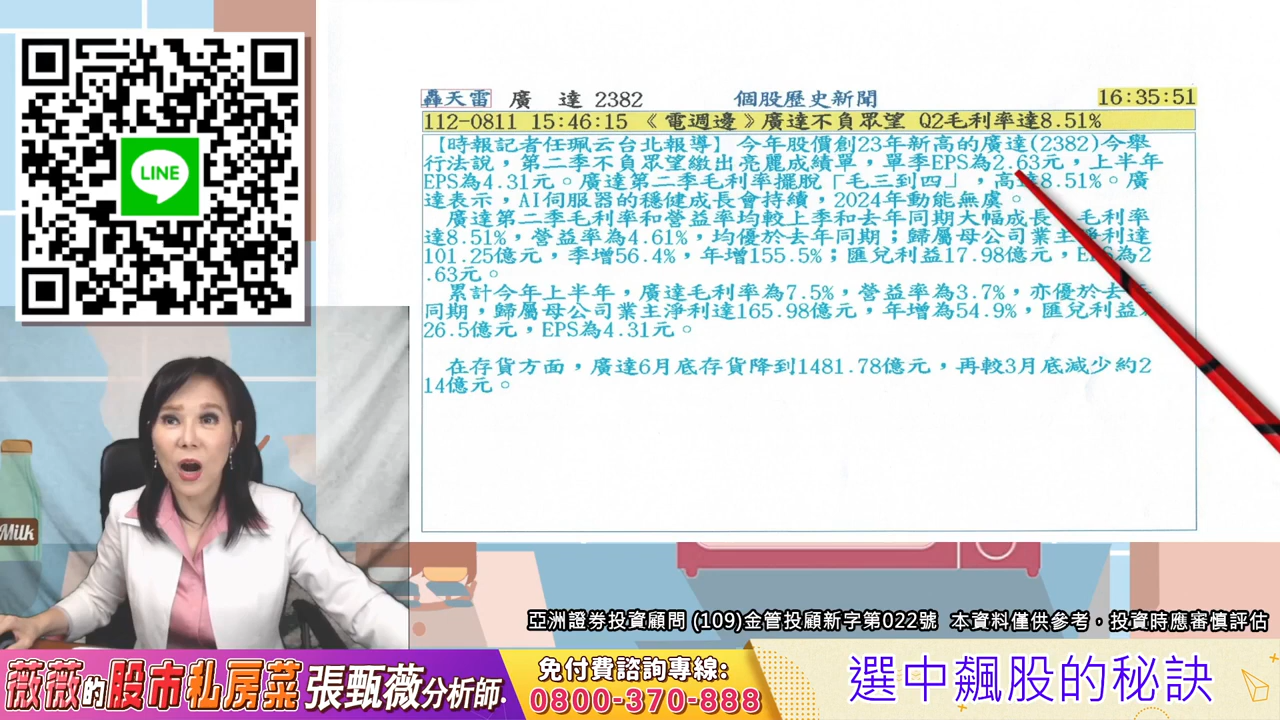 LINE
轟天雷 廣 達 2382 個股歷史新聞 16:35:51
112-0811 15:46:15 《電週邊》廣達不負眾望 Q2毛利率達8.51%
【時報記者任珮云台北報導】今年股價創23年新高的廣達(2382)今舉
行法說，第二季不負眾望繳出亮麗成績單，單季EPS為2.63元，上半年
EPS為4.31元。廣達第二季毛利率擺脫「毛三到四」，高達8.51%。廣
達表示，AI伺服器的穩健成長會持續，2024年動能無虞。
廣達第二季毛利率和營益率均較上季和去年同期大幅成長，毛利率
達8.51%，營益率為4.61%，均優於去年同期；歸屬母公司業主淨利達
101.25億元，季增56.4%，年增155.5%；匯兌利益17.98億元，EPS為2
.63元。
累計今年上半年，廣達毛利率為7.5%，營益率為3.7%，亦優於去年
同期，歸屬母公司業主淨利達165.98億元，年增為54.9%，匯兌利益為
26.5億元，EPS為4.31元。
在存貨方面，廣達6月底存貨降到1481.78億元，再較3月底減少約2
14億元。
Milk
亞洲證券投資顧問 (109)金管投顧新字第022號 本資料僅供參考，投資時應審慎評估
薇薇的股市私房菜 張甄薇分析師.
免付費諮詢專線:
0800-370-888
選中飆股的秘訣